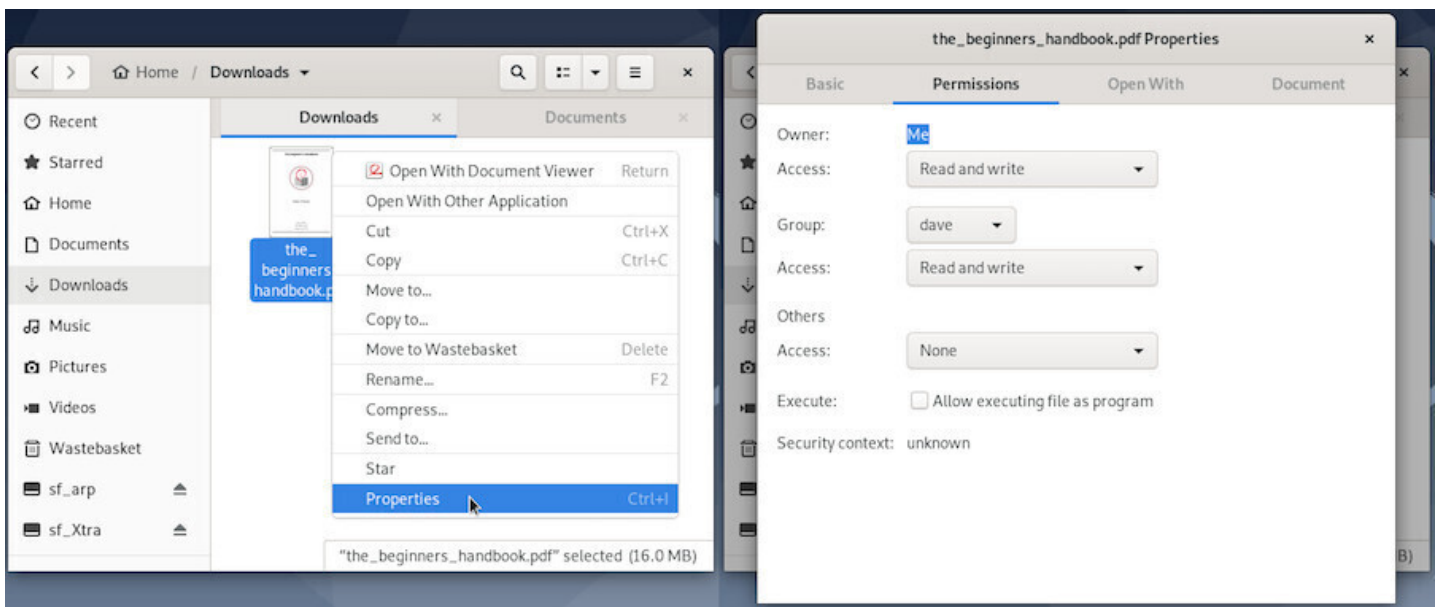 Home / Downloads
Recent
Starred
Home
Documents
Downloads
Music
Pictures
Videos
Wastebasket
sf_arp
sf_Xtra
Downloads Documents
the_
beginners
handbook.p
Open With Document Viewer Return
Open With Other Application
Cut Ctrl+X
Copy Ctrl+C
Move to...
Copy to...
Move to Wastebasket Delete
Rename... F2
Compress...
Send to...
Star
Properties Ctrl+I
"the_beginners_handbook.pdf" selected (16.0 MB)
the_beginners_handbook.pdf Properties
Basic Permissions Open With Document
Owner: Me
Access: Read and write
Group: dave
Access: Read and write
Others
Access: None
Execute: Allow executing file as program
Security context: unknown
B)